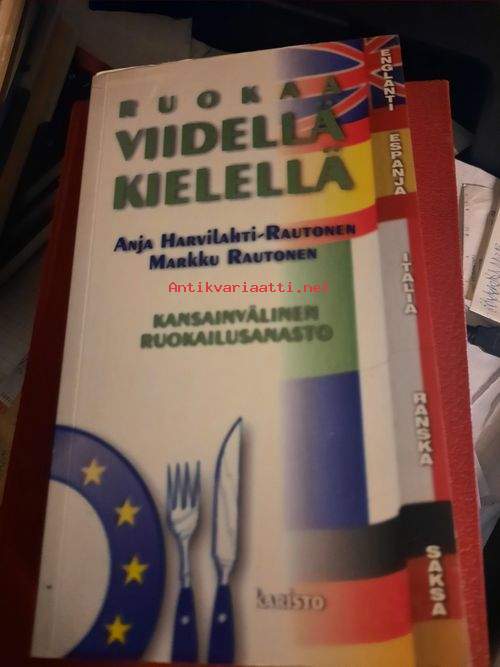 RUOKAA
VIIDELLÄ
KIELELLÄ
ANJA HARVILAHTI-RAUTONEN
MARKKU RAUTONEN
Antikvariaatti.net
KANSAINVÄLINEN
RUOKAILUSANASTO
KARISTO
ENGLANTI
ESPANJA
ITALIA
RANSKA
SAKSA